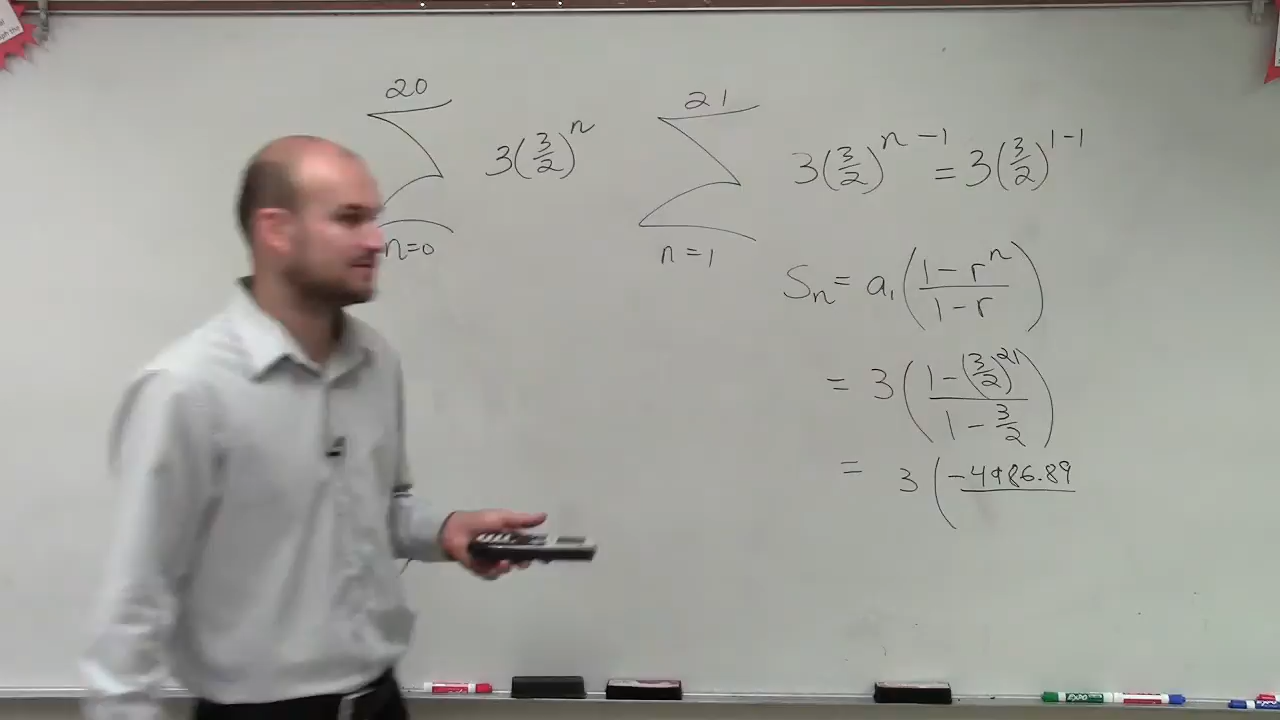 20
∑ 3(3/2)^n
n=0
21
∑ 3(3/2)^{n-1} = 3(3/2)^{1-1}
n=1
S_n = a_1((1-r^n)/(1-r))
= 3((1-(3/2)^{21})/(1-3/2))
= 3(-4986.89
EXPO